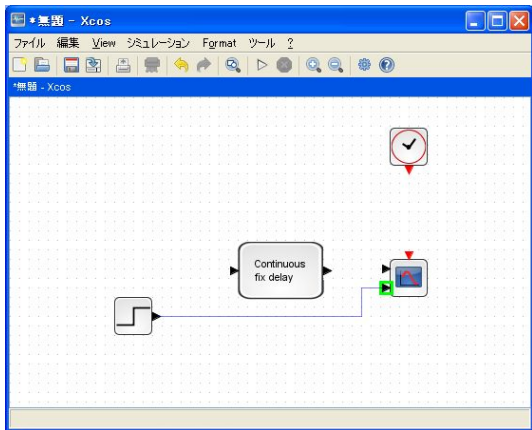 *無題 - Xcos
ファイル 編集 View シミュレーション Format ツール ?
*無題 - Xcos
Continuous
fix delay